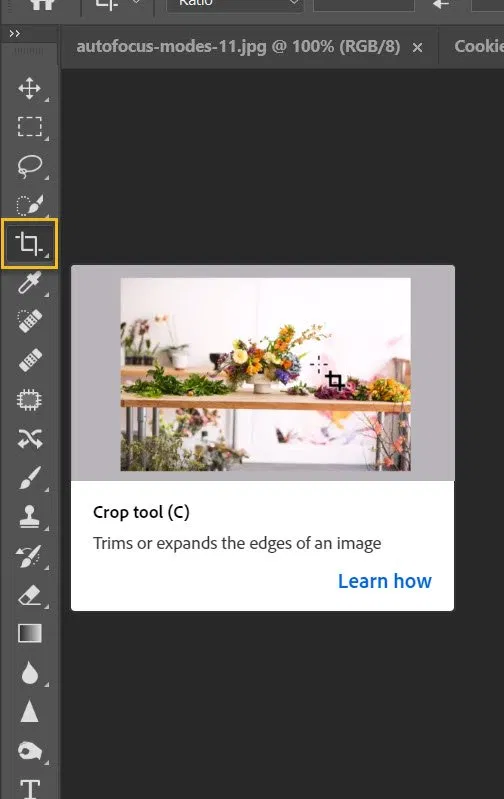 Ratio
autofocus-modes-11.jpg @ 100% (RGB/8) ×
Cookie
Crop tool (C)
Trims or expands the edges of an image
Learn how